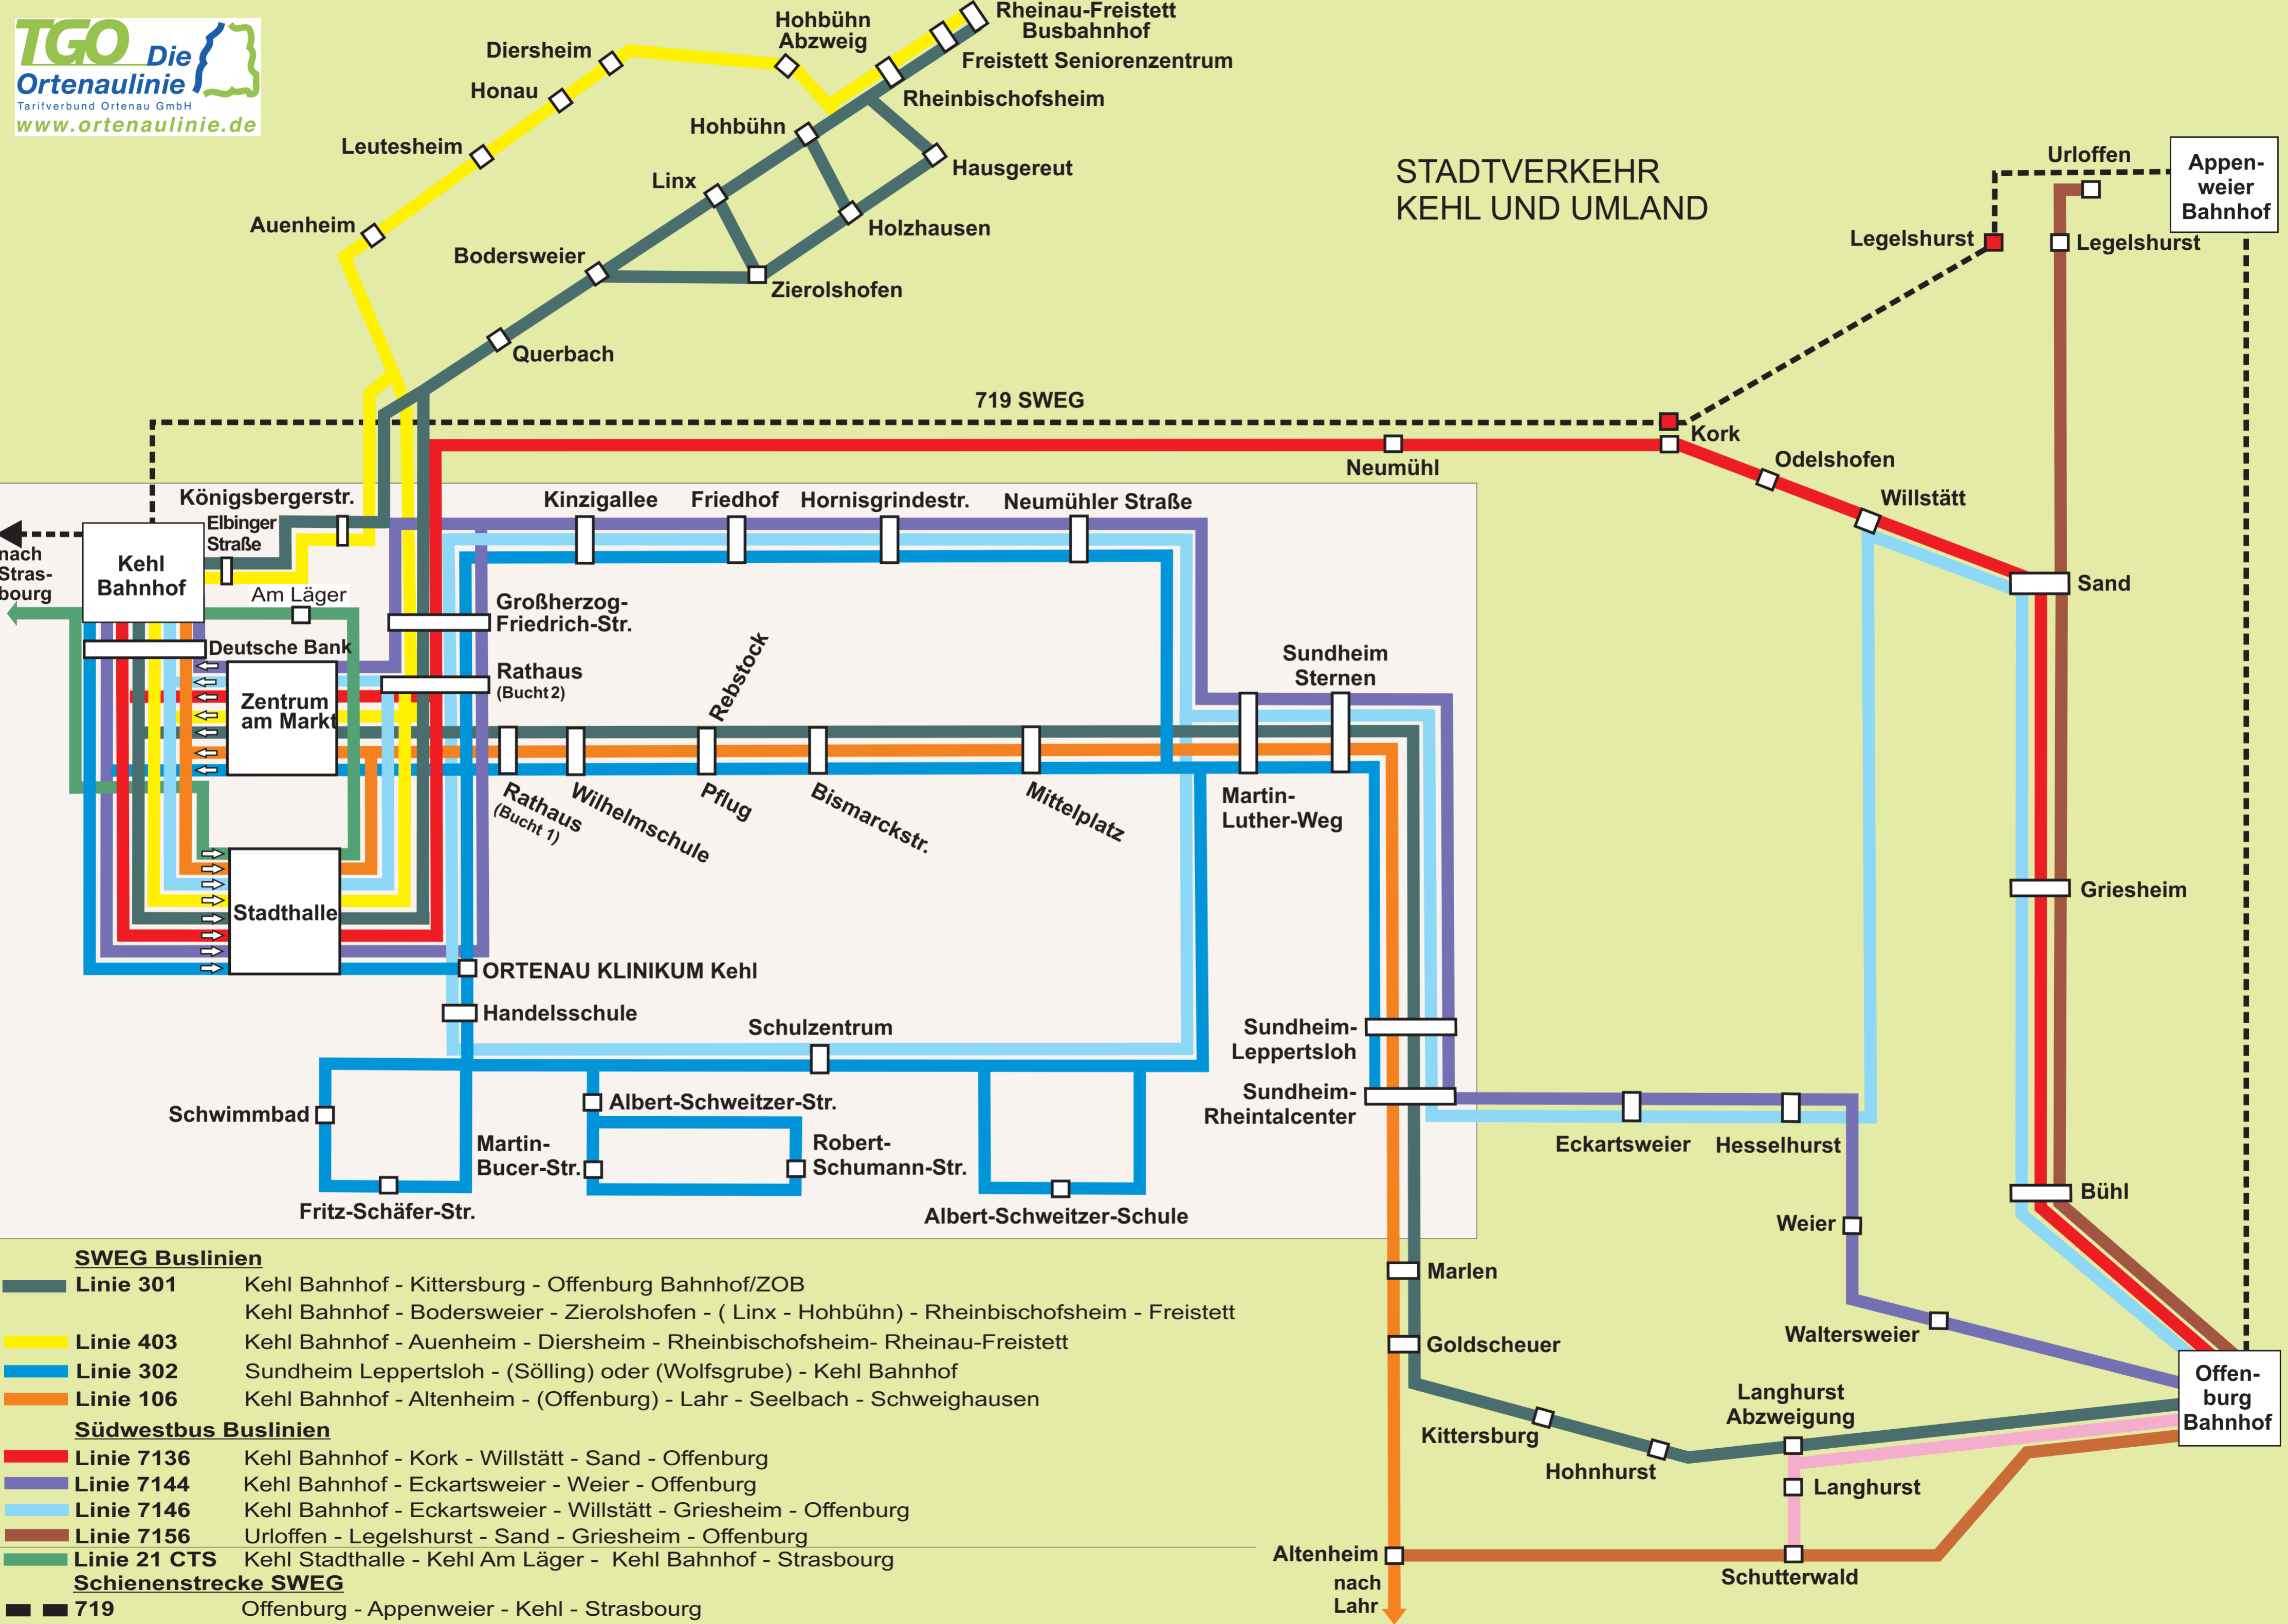 TGO Die
Ortenaulinie
Tarifverbund Ortenau GmbH
www.ortenaulinie.de
STADTVERKEHR
KEHL UND UMLAND
Rheinau-Freistett
Busbahnhof
Freistett Seniorenzentrum
Hohbühn
Abzweig
Rheinbischofsheim
Diersheim
Honau
Leutesheim
Auenheim
Hohbühn
Hausgereut
Linx
Holzhausen
Bodersweier
Zierolshofen
Querbach
Urloffen
Appen-
weier
Bahnhof
Legelshurst
Legelshurst
719 SWEG
Kork
Neumühl
Odelshofen
Willstätt
Sand
Griesheim
Bühl
Königsbergerstr.
Elbinger
Straße
Kehl
Bahnhof
nach
Stras-
bourg
Am Läger
Deutsche Bank
Zentrum
am Markt
Stadthalle
Kinzigallee
Friedhof
Hornisgrindestr.
Neumühler Straße
Großherzog-
Friedrich-Str.
Rathaus
(Bucht 2)
Rebstock
Sundheim
Sternen
Rathaus
(Bucht 1)
Wilhelmschule
Pflug
Bismarckstr.
Mittelplatz
Martin-
Luther-Weg
ORTENAU KLINIKUM Kehl
Handelsschule
Schulzentrum
Sundheim-
Leppertsloh
Sundheim-
Rheintalcenter
Schwimmbad
Albert-Schweitzer-Str.
Martin-
Bucer-Str.
Robert-
Schumann-Str.
Fritz-Schäfer-Str.
Albert-Schweitzer-Schule
Eckartsweier
Hesselhurst
Weier
Waltersweier
Marlen
Goldscheuer
Kittersburg
Hohnhurst
Langhurst
Abzweigung
Langhurst
Offen-
burg
Bahnhof
Altenheim
nach
Lahr
Schutterwald
SWEG Buslinien
Linie 301 Kehl Bahnhof - Kittersburg - Offenburg Bahnhof/ZOB
Kehl Bahnhof - Bodersweier - Zierolshofen - ( Linx - Hohbühn) - Rheinbischofsheim - Freistett
Linie 403 Kehl Bahnhof - Auenheim - Diersheim - Rheinbischofsheim- Rheinau-Freistett
Linie 302 Sundheim Leppertsloh - (Sölling) oder (Wolfsgrube) - Kehl Bahnhof
Linie 106 Kehl Bahnhof - Altenheim - (Offenburg) - Lahr - Seelbach - Schweighausen
Südwestbus Buslinien
Linie 7136 Kehl Bahnhof - Kork - Willstätt - Sand - Offenburg
Linie 7144 Kehl Bahnhof - Eckartsweier - Weier - Offenburg
Linie 7146 Kehl Bahnhof - Eckartsweier - Willstätt - Griesheim - Offenburg
Linie 7156 Urloffen - Legelshurst - Sand - Griesheim - Offenburg
Linie 21 CTS Kehl Stadthalle - Kehl Am Läger - Kehl Bahnhof - Strasbourg
Schienenstrecke SWEG
719 Offenburg - Appenweier - Kehl - Strasbourg